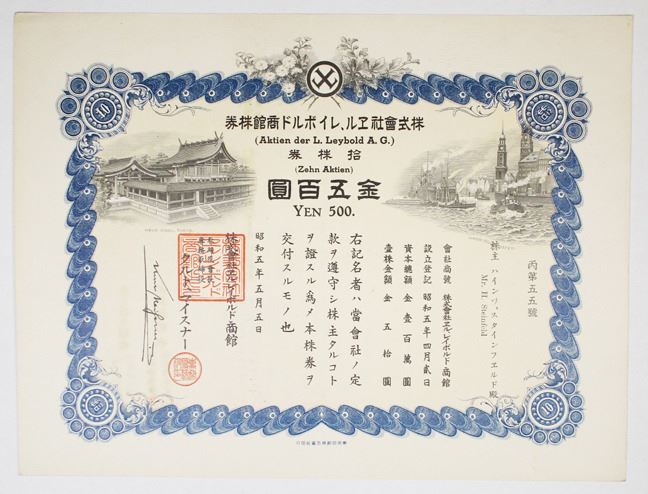 株式會社ヱル、レイボルド商館株券
(Aktien der L. Leybold A. G.)
拾株券
(Zehn Aktien)
金五百圓
YEN 500.
丙第五五號
株主 ハインリ、スタインフエルド殿
Mr. H. Steinfeld
會社商號 株式會社ヱル、レイボルド商館
設立登記 昭和五年四月貳日
資本總額 金壹百萬圓
壹株金額 金五拾圓
右記名者ハ當會社ノ定
款ヲ遵守シ株主タルコト
ヲ證スル爲メ本株券ヲ
交付スルモノ也
昭和五年五月五日
株式會社ヱル、レイボルド商館
クルト、マイスナー